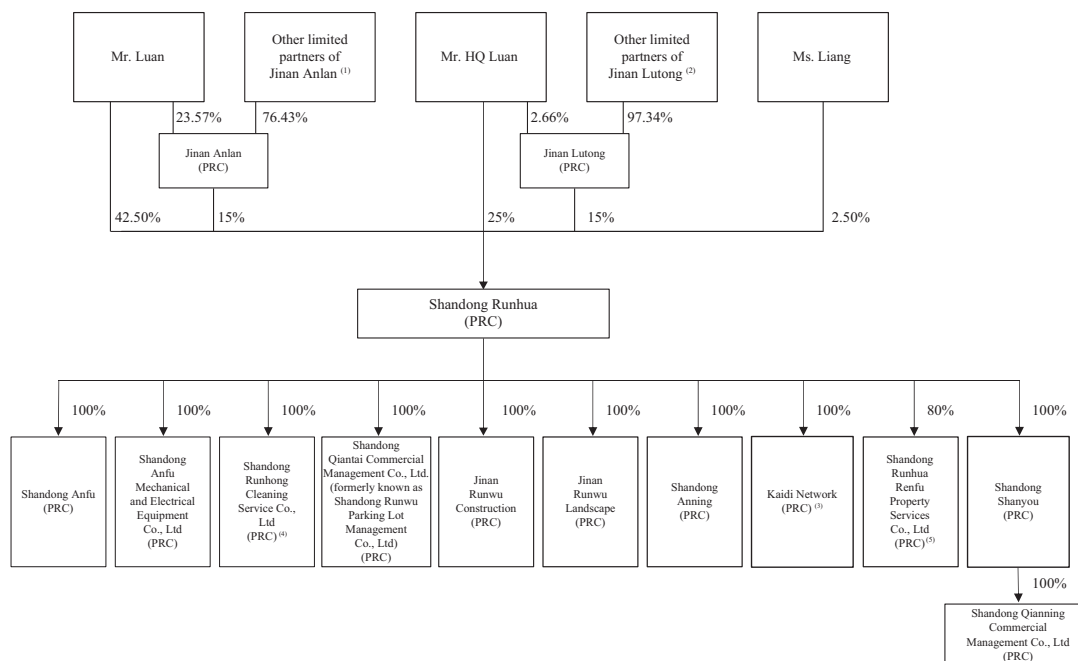 Mr. Luan
Other limited
partners of
Jinan Anlan (1)
Mr. HQ Luan
Other limited
partners of
Jinan Lutong (2)
Ms. Liang
23.57%
76.43%
2.66%
97.34%
Jinan Anlan
(PRC)
Jinan Lutong
(PRC)
42.50%
15%
25%
15%
2.50%
Shandong Runhua
(PRC)
100%
100%
100%
100%
100%
100%
100%
100%
80%
100%
Shandong Anfu
(PRC)
Shandong
Anfu
Mechanical
and Electrical
Equipment
Co., Ltd
(PRC)
Shandong
Runhong
Cleaning
Service Co.,
Ltd
(PRC) (4)
Shandong
Qiantai Commercial
Management Co., Ltd.
(formerly known as
Shandong Runwu
Parking Lot
Management
Co., Ltd)
(PRC)
Jinan
Runwu
Construction
(PRC)
Jinan
Runwu
Landscape
(PRC)
Shandong
Anning
(PRC)
Kaidi Network
(PRC) (3)
Shandong
Runhua
Renfu
Property
Services
Co., Ltd
(PRC) (5)
Shandong
Shanyou
(PRC)
100%
Shandong Qianning
Commercial
Management Co., Ltd
(PRC)